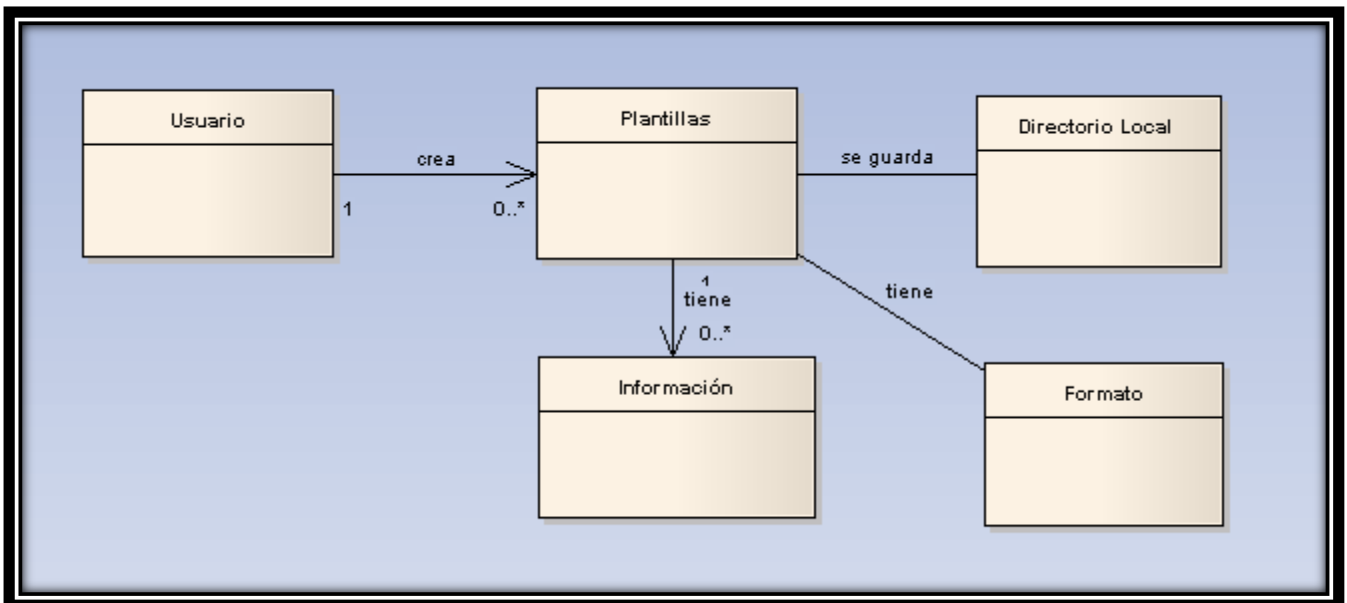 Usuario
Plantillas
Directorio Local
crea
se guarda
1
0..*
1
tiene
tiene
0..*
Información
Formato